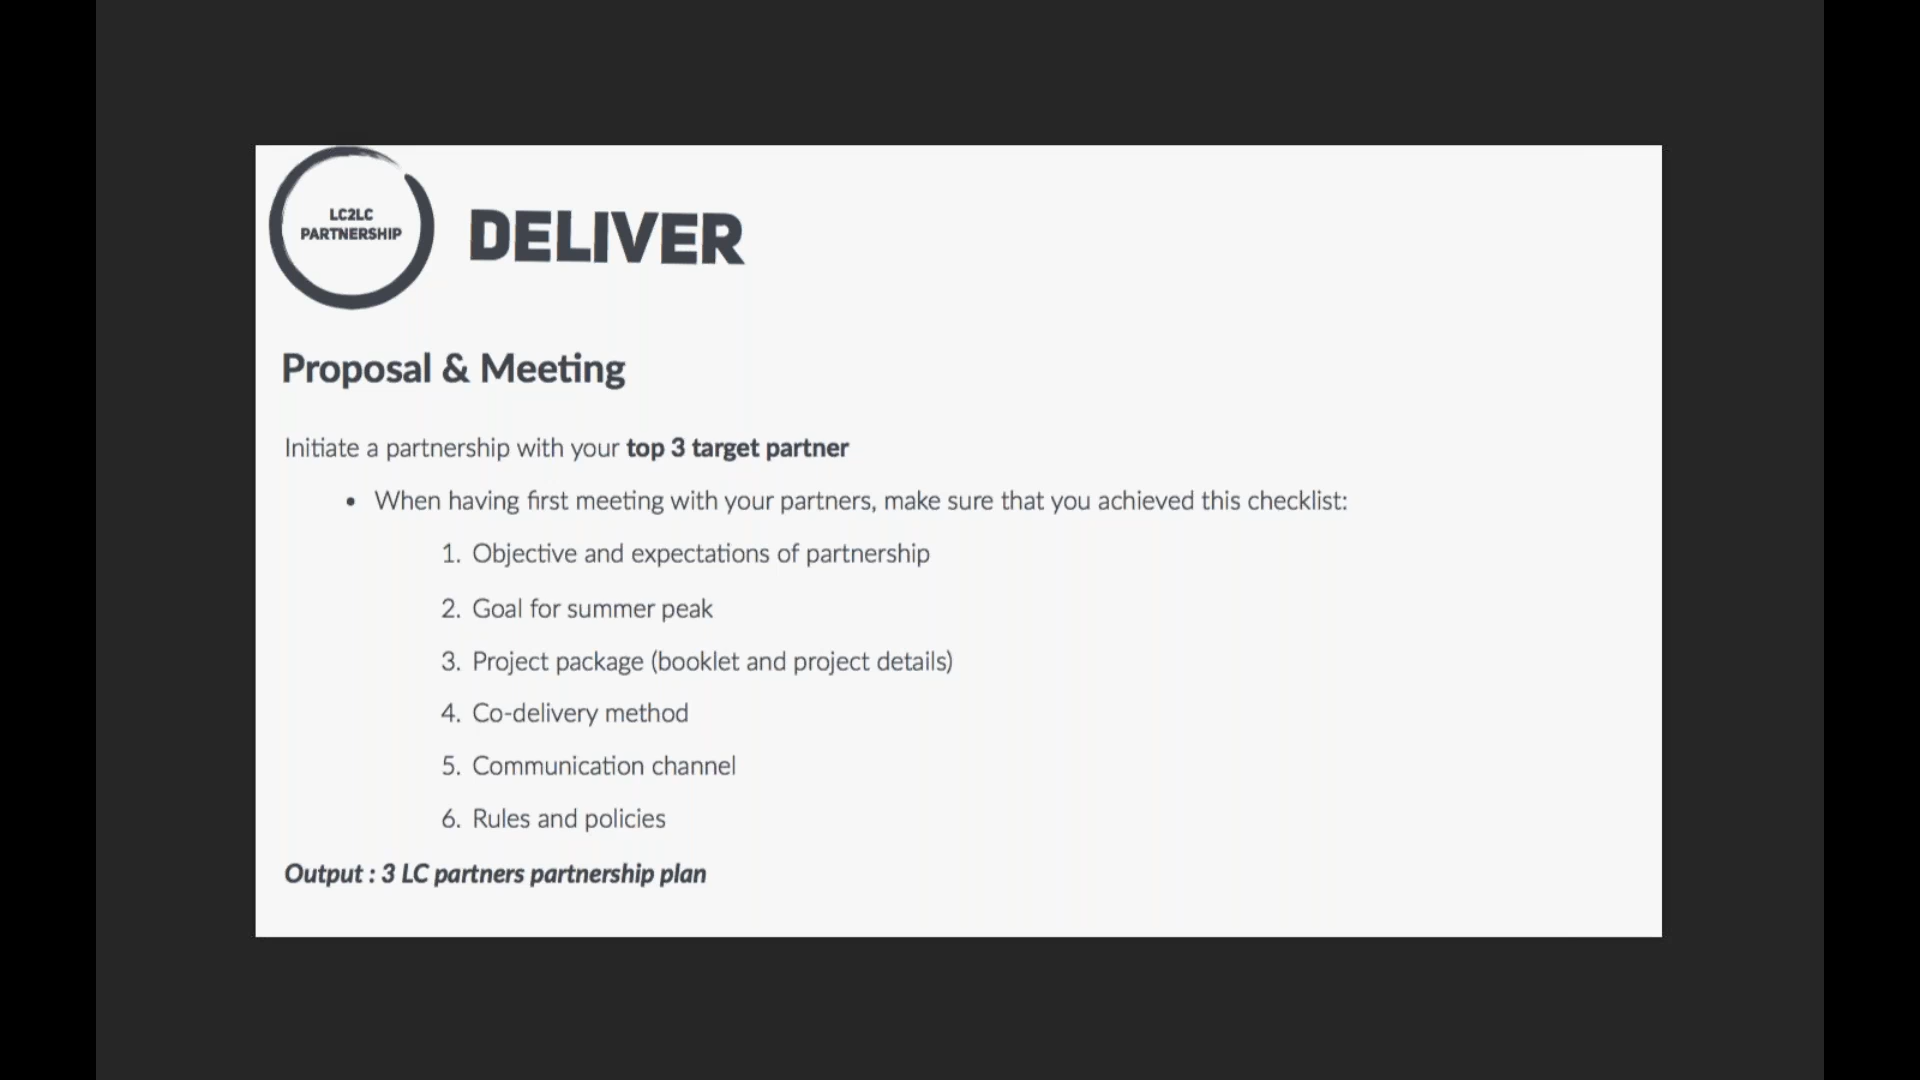 LC2LC
PARTNERSHIP
DELIVER
Proposal & Meeting
Initiate a partnership with your top 3 target partner
• When having first meeting with your partners, make sure that you achieved this checklist:
1. Objective and expectations of partnership
2. Goal for summer peak
3. Project package (booklet and project details)
4. Co-delivery method
5. Communication channel
6. Rules and policies
Output : 3 LC partners partnership plan